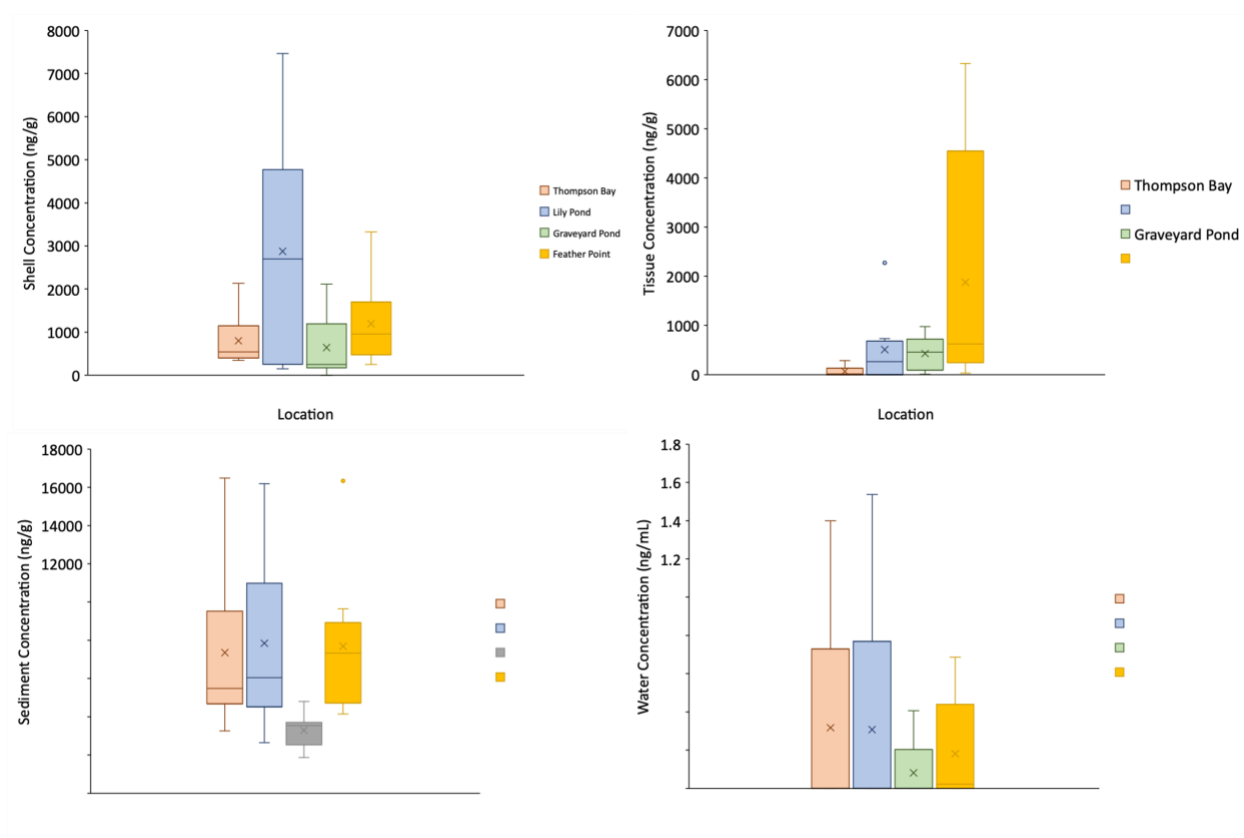 8000
7000
6000
5000
4000
3000
2000
1000
0
Shell Concentration (ng/g)
Location
Thompson Bay
Lily Pond
Graveyard Pond
Feather Point
7000
6000
5000
4000
3000
2000
1000
0
Tissue Concentration (ng/g)
Location
Thompson Bay
Graveyard Pond
18000
16000
14000
12000
Sediment Concentration (ng/g)
1.8
1.6
1.4
1.2
Water Concentration (ng/mL)